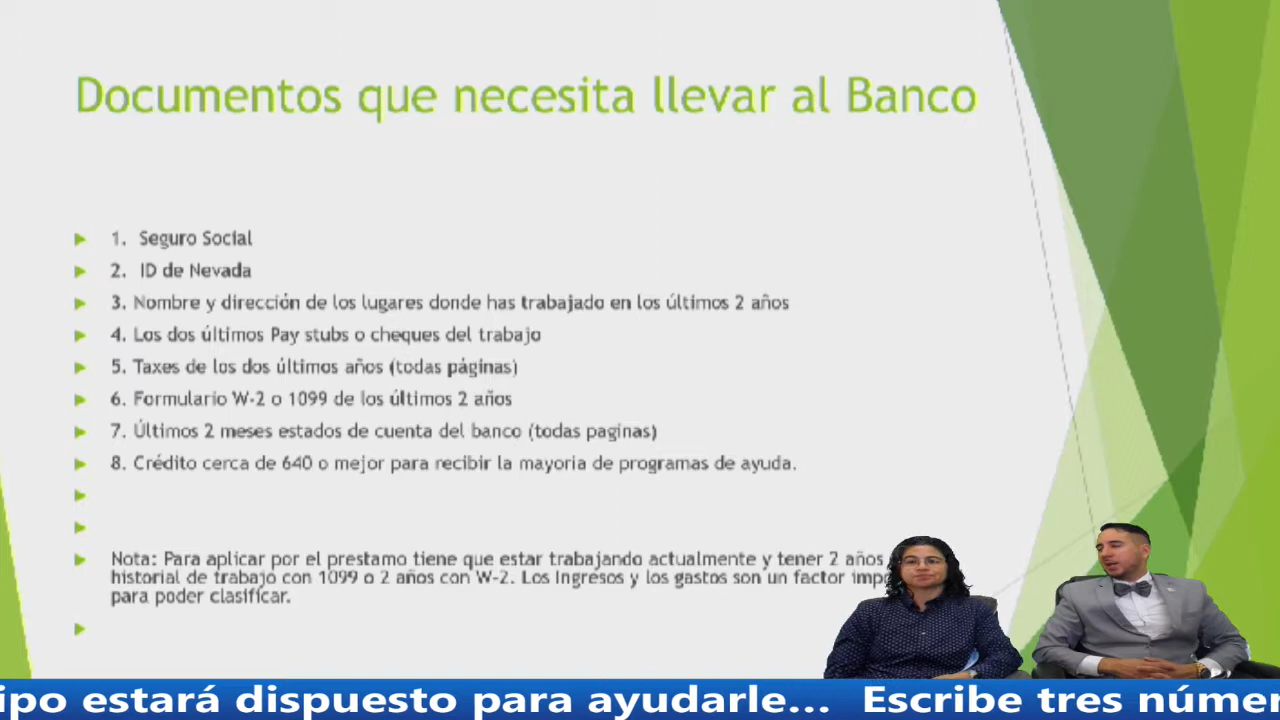 Documentos que necesita llevar al Banco
1. Seguro Social
2. ID de Nevada
3. Nombre y dirección de los lugares donde has trabajado en los últimos 2 años
4. Los dos últimos Pay stubs o cheques del trabajo
5. Taxes de los dos últimos años (todas páginas)
6. Formulario W-2 o 1099 de los últimos 2 años
7. Últimos 2 meses estados de cuenta del banco (todas paginas)
8. Crédito cerca de 640 o mejor para recibir la mayoria de programas de ayuda.
Nota: Para aplicar por el prestamo tiene que estar trabajando actualmente y tener 2 años
historial de trabajo con 1099 o 2 años con W-2. Los Ingresos y los gastos son un factor impo
para poder clasificar.
ipo estará dispuesto para ayudarle... Escribe tres númer